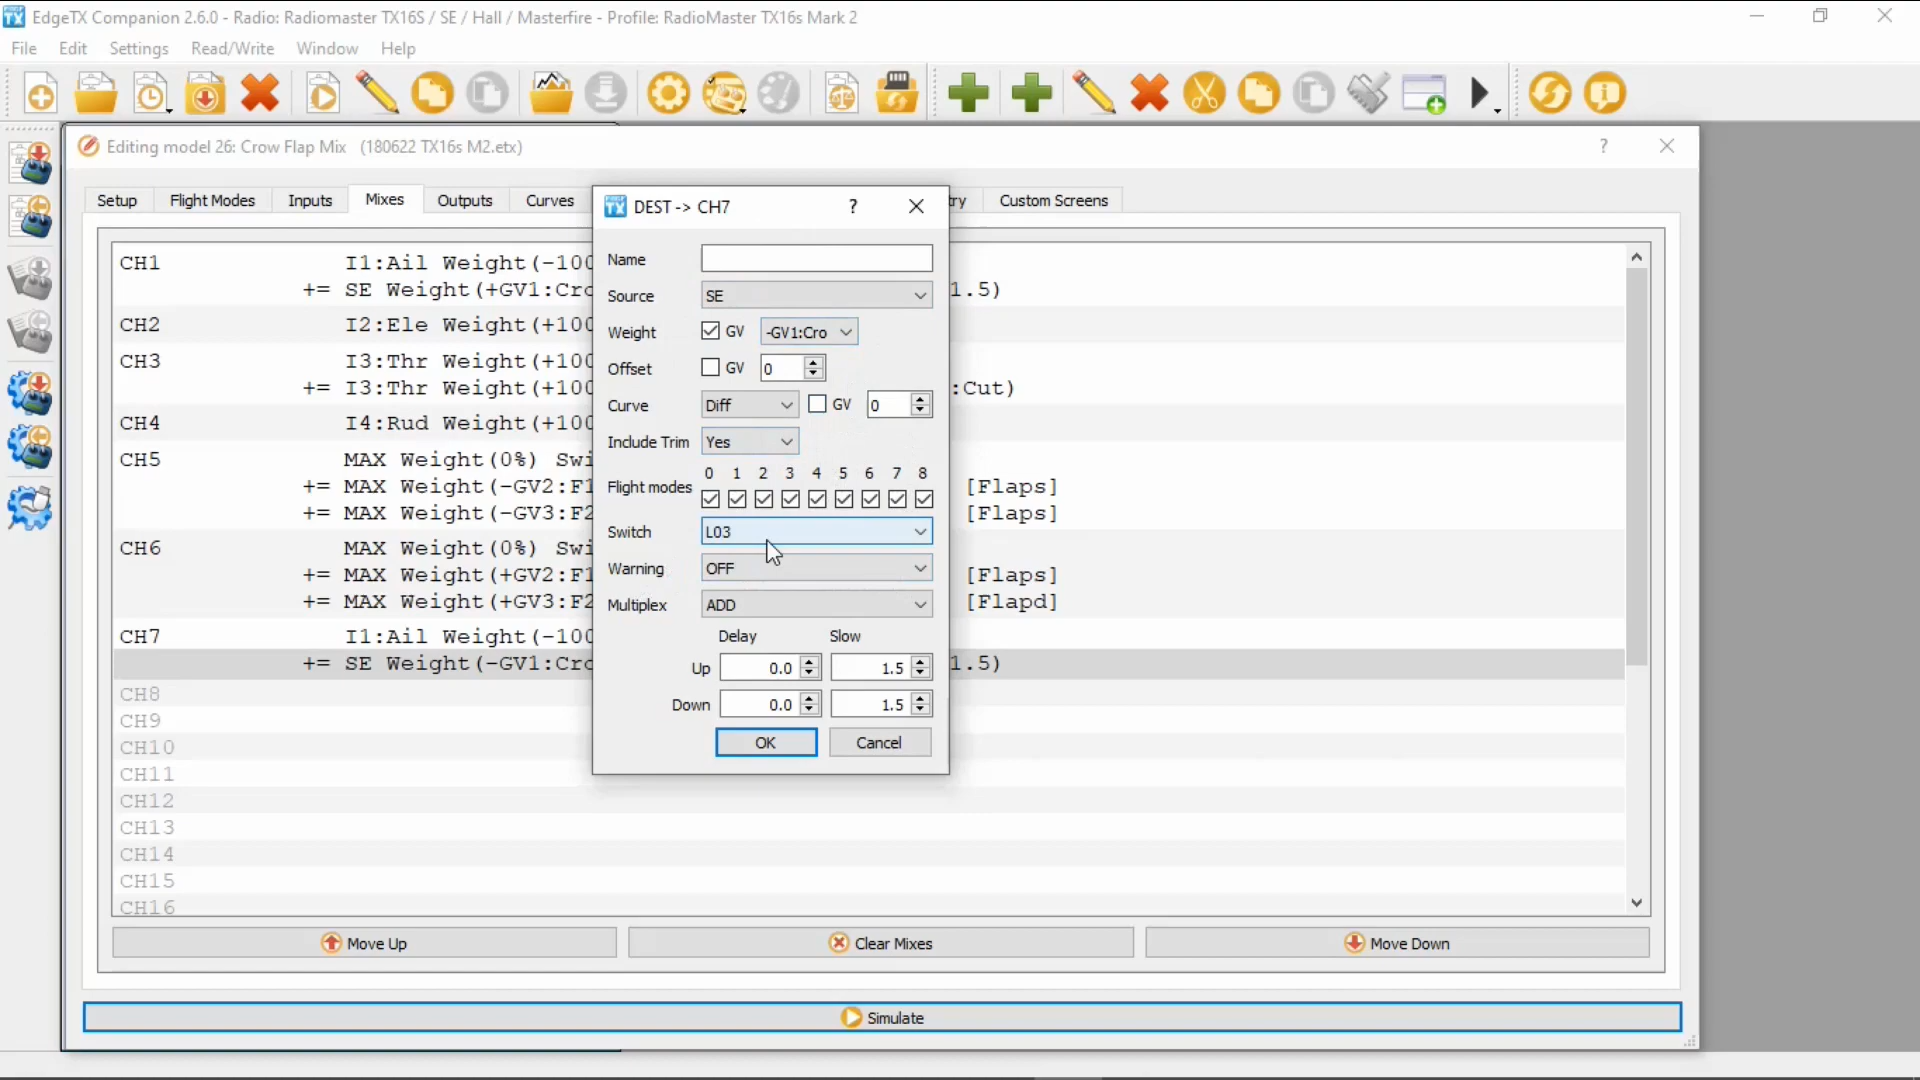 EdgeTX Companion 2.6.0 - Radio: Radiomaster TX16S / SE / Hall / Masterfire - Profile: RadioMaster TX16s Mark 2
File Edit Settings Read/Write Window Help
Editing model 26: Crow Flap Mix (180622 TX16s M2.etx) ?
Setup Flight Modes Inputs Mixes Outputs Curves try Custom Screens
DEST -> CH7 ?
Name
Source SE
Weight GV -GV1:Cro
Offset GV 0
Curve Diff GV 0
Include Trim Yes
0 1 2 3 4 5 6 7 8
Flight modes
Switch L03
Warning OFF
Multiplex ADD
Delay Slow
Up 0.0 1.5
Down 0.0 1.5
OK Cancel
CH1 I1:Ail Weight(-100
+= SE Weight(+GV1:Cro 1.5)
CH2 I2:Ele Weight(+100
CH3 I3:Thr Weight(+100
+= I3:Thr Weight(+100 :Cut)
CH4 I4:Rud Weight(+100
CH5 MAX Weight(0%) Swi
+= MAX Weight(-GV2:F1 [Flaps]
+= MAX Weight(-GV3:F2 [Flaps]
CH6 MAX Weight(0%) Swi
+= MAX Weight(+GV2:F1 [Flaps]
+= MAX Weight(+GV3:F2 [Flapd]
CH7 I1:Ail Weight(-100
+= SE Weight(-GV1:Cro 1.5)
CH8
CH9
CH10
CH11
CH12
CH13
CH14
CH15
CH16
Move Up Clear Mixes Move Down
Simulate